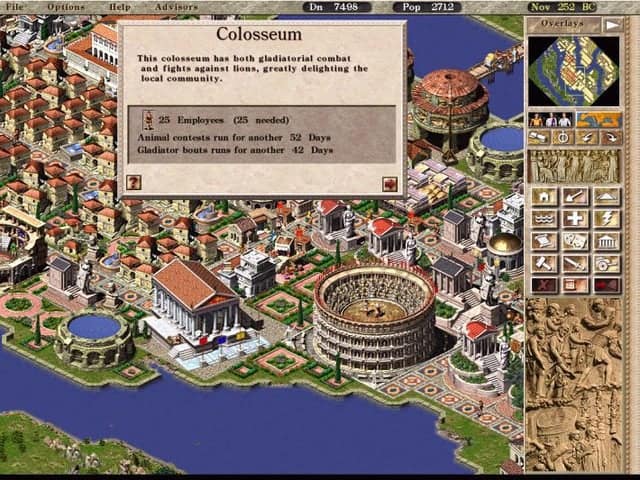 File Options Help Advisors Dn 7498 Pop 2712 Nov 252 BC
Overlays
Colosseum
This colosseum has both gladiatorial combat
and fights against lions, greatly delighting the
local community.
25 Employees (25 needed)
Animal contests run for another 52 Days
Gladiator bouts runs for another 42 Days
?